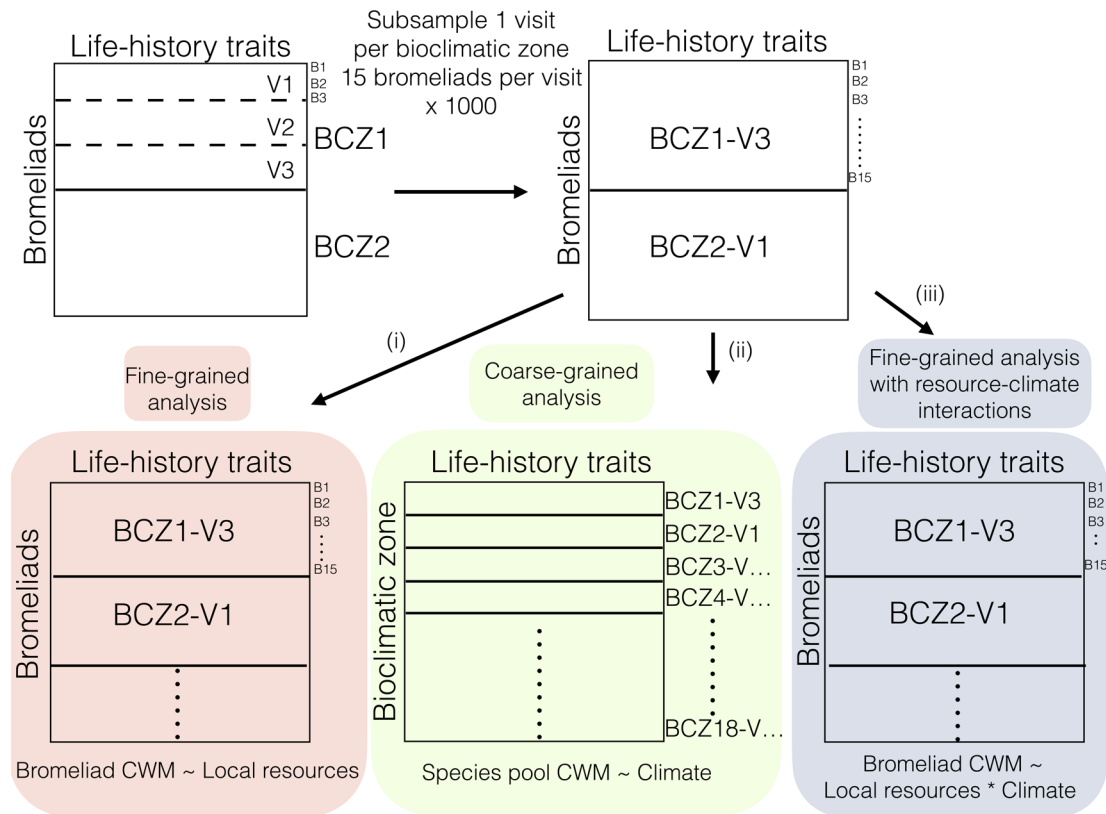 Life-history traits
Bromeliads
V1
V2
V3
B1
B2
B3
BCZ1
BCZ2
Subsample 1 visit
per bioclimatic zone
15 bromeliads per visit
x 1000
Life-history traits
Bromeliads
BCZ1-V3
BCZ2-V1
B1
B2
B3
B15
(i)
(ii)
(iii)
Fine-grained
analysis
Coarse-grained
analysis
Fine-grained analysis
with resource-climate
interactions
Life-history traits
Bromeliads
BCZ1-V3
BCZ2-V1
B1
B2
B3
B15
Bromeliad CWM ~ Local resources
Life-history traits
Bioclimatic zone
BCZ1-V3
BCZ2-V1
BCZ3-V...
BCZ4-V...
BCZ18-V...
Species pool CWM ~ Climate
Life-history traits
Bromeliads
BCZ1-V3
BCZ2-V1
B1
B2
B3
B15
Bromeliad CWM ~
Local resources * Climate